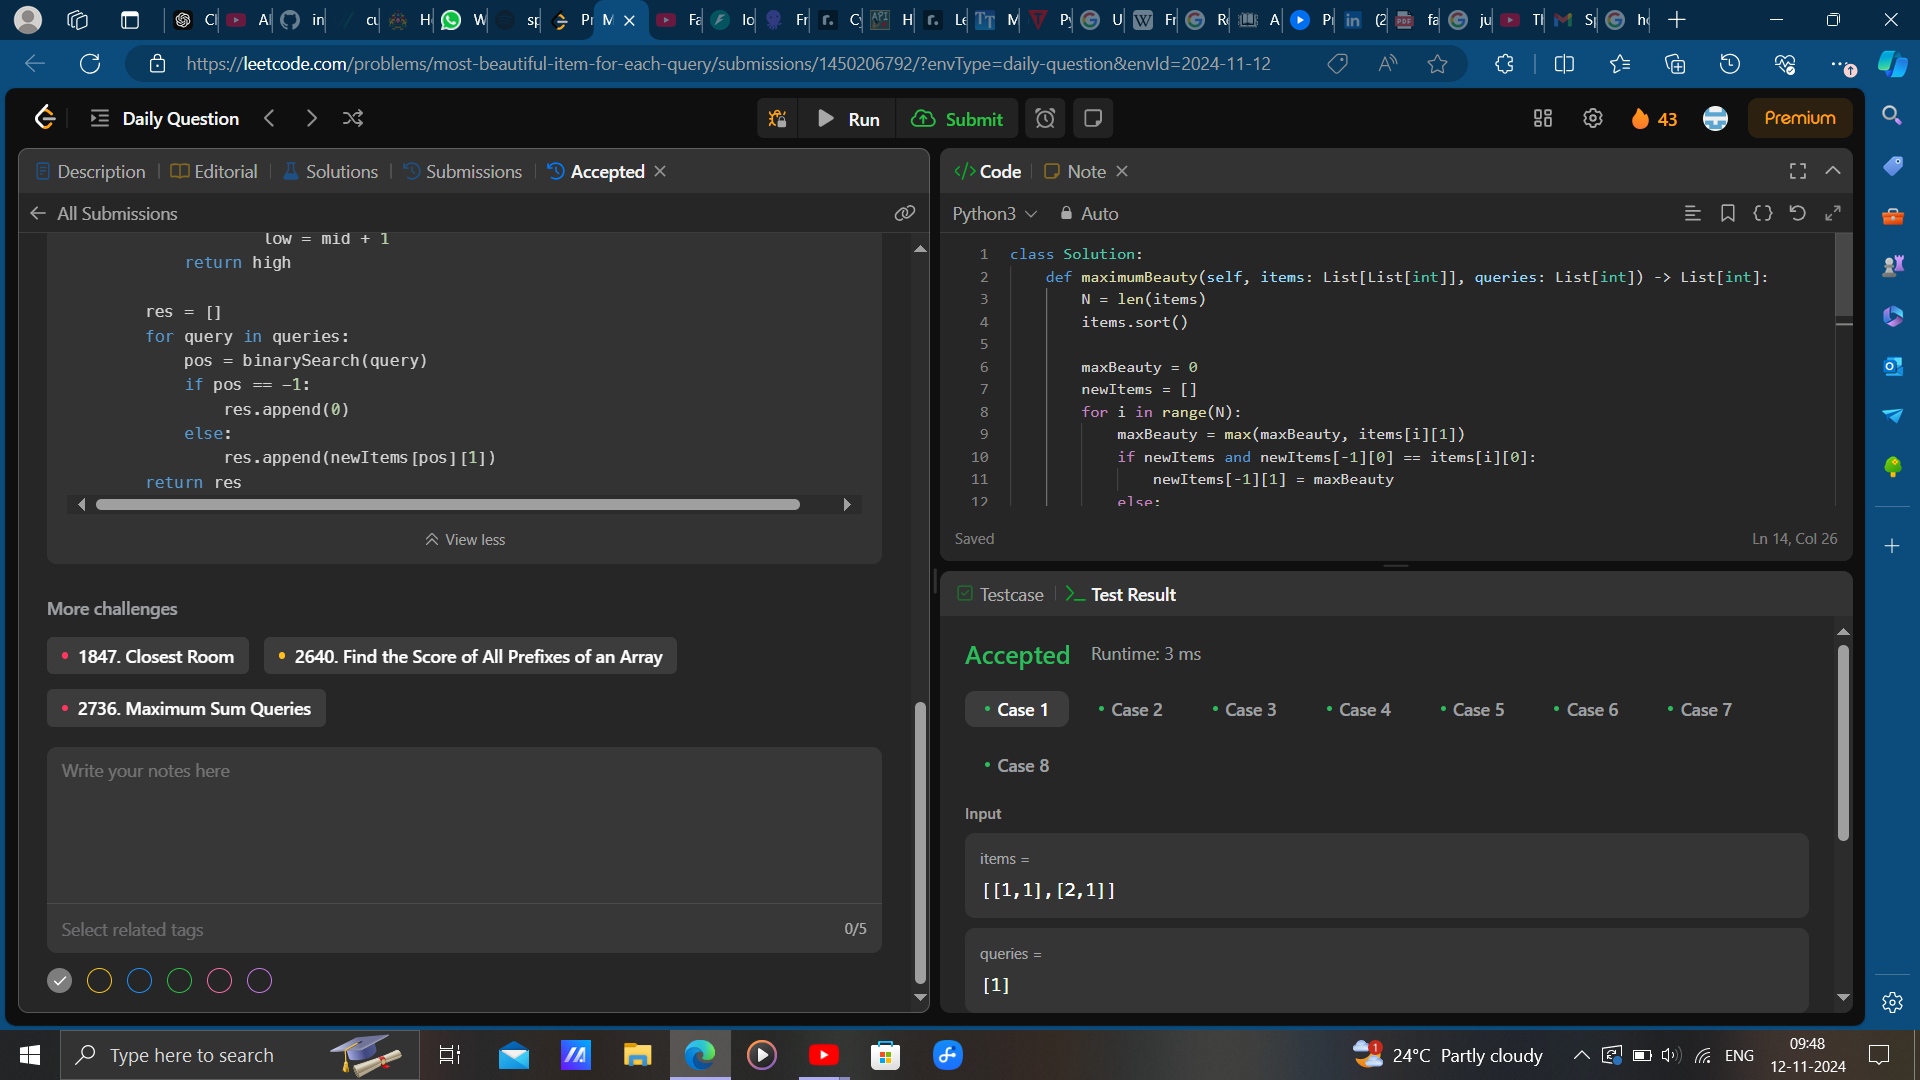 https://leetcode.com/problems/most-beautiful-item-for-each-query/submissions/1450206792/?envType=daily-question&envId=2024-11-12
Daily Question
Run
Submit
43
Premium
Description
Editorial
Solutions
Submissions
Accepted
All Submissions
low = mid + 1
return high
res = []
for query in queries:
pos = binarySearch(query)
if pos == -1:
res.append(0)
else:
res.append(newItems[pos][1])
return res
View less
More challenges
1847. Closest Room
2640. Find the Score of All Prefixes of an Array
2736. Maximum Sum Queries
Write your notes here
Select related tags
0/5
Code
Note
Python3
Auto
1 class Solution:
2 def maximumBeauty(self, items: List[List[int]], queries: List[int]) -> List[int]:
3 N = len(items)
4 items.sort()
5
6 maxBeauty = 0
7 newItems = []
8 for i in range(N):
9 maxBeauty = max(maxBeauty, items[i][1])
10 if newItems and newItems[-1][0] == items[i][0]:
11 newItems[-1][1] = maxBeauty
12 else:
Saved
Ln 14, Col 26
Testcase
Test Result
Accepted
Runtime: 3 ms
Case 1
Case 2
Case 3
Case 4
Case 5
Case 6
Case 7
Case 8
Input
items =
[[1,1],[2,1]]
queries =
[1]
Type here to search
24°C Partly cloudy
ENG
09:48
12-11-2024